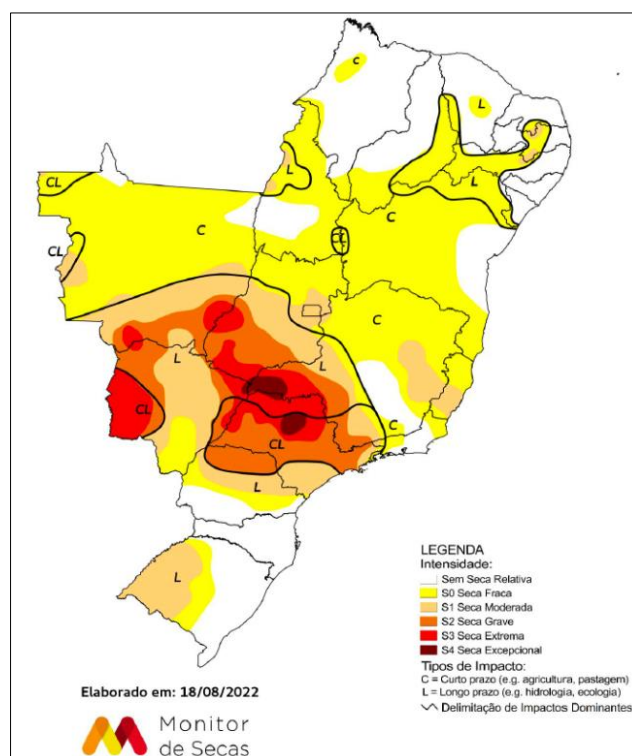 C
L
CL
L
L
C
C
CL
CL
C
L
L
CL
CL
C
L
L
LEGENDA
Intensidade:
Sem Seca Relativa
S0 Seca Fraca
S1 Seca Moderada
S2 Seca Grave
S3 Seca Extrema
S4 Seca Excepcional
Tipos de Impacto:
C = Curto prazo (e.g. agricultura, pastagem)
L = Longo prazo (e.g. hidrologia, ecologia)
Delimitação de Impactos Dominantes
Elaborado em: 18/08/2022
Monitor
de Secas